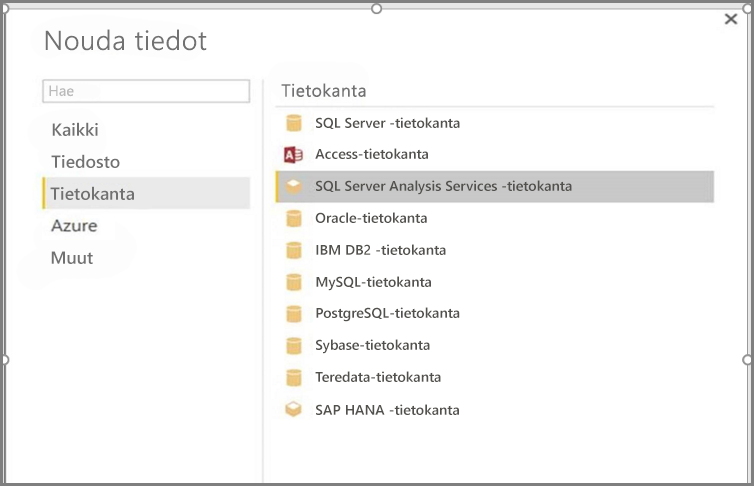 Nouda tiedot
Hae
Kaikki
Tiedosto
Tietokanta
Azure
Muut
Tietokanta
SQL Server -tietokanta
Access-tietokanta
SQL Server Analysis Services -tietokanta
Oracle-tietokanta
IBM DB2 -tietokanta
MySQL-tietokanta
PostgreSQL-tietokanta
Sybase-tietokanta
Teredata-tietokanta
SAP HANA -tietokanta